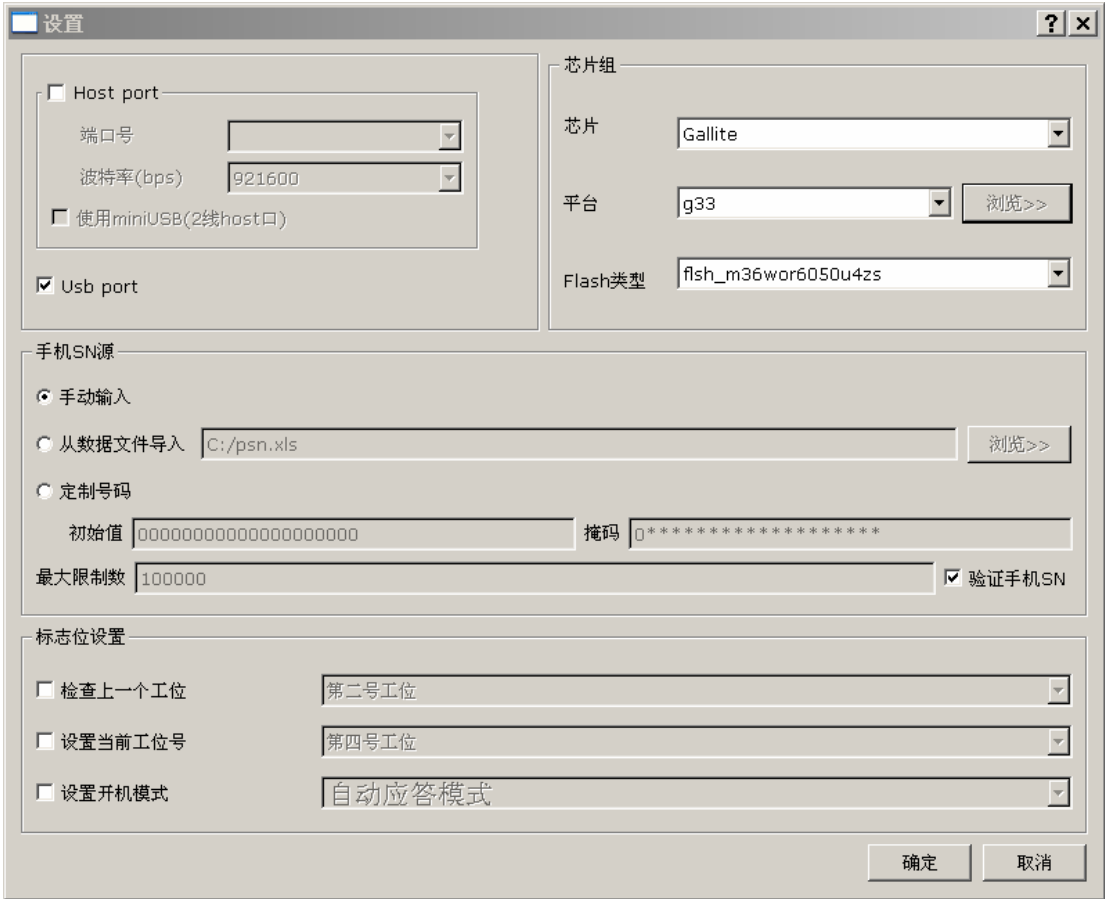 设置
Host port
端口号
波特率(bps) 921600
使用miniUSB(2线host口)
Usb port
芯片组
芯片 Gallite
平台 g33 浏览>>
Flash类型 flsh_m36wor6050u4zs
手机SN源
手动输入
从数据文件导入 C:/psn.xls 浏览>>
定制号码
初始值 00000000000000000000 掩码 0*******************
最大限制数 100000 验证手机SN
标志位设置
检查上一个工位 第二号工位
设置当前工位号 第四号工位
设置开机模式 自动应答模式
确定 取消